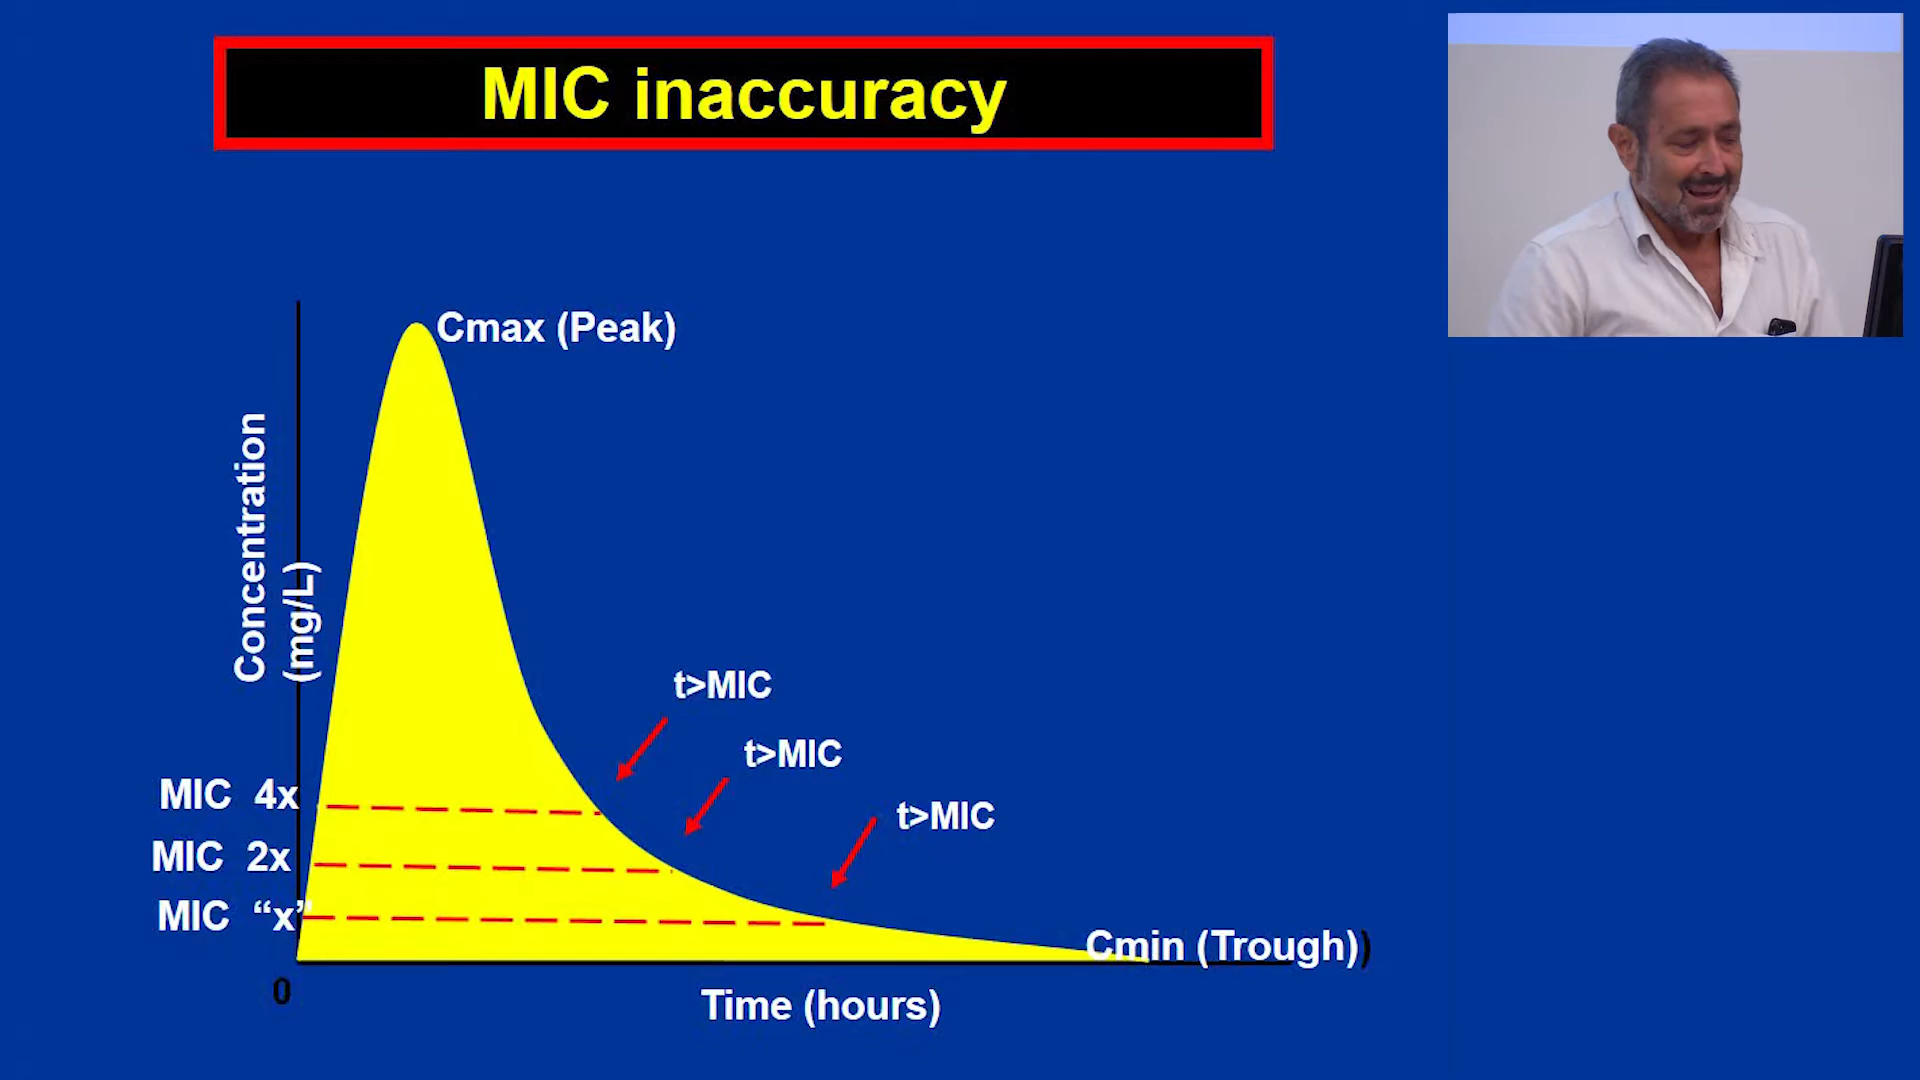 MIC inaccuracy
Cmax (Peak)
Concentration
(mg/L)
t>MIC
t>MIC
t>MIC
MIC 4x
MIC 2x
MIC “x”
Cmin (Trough))
0
Time (hours)